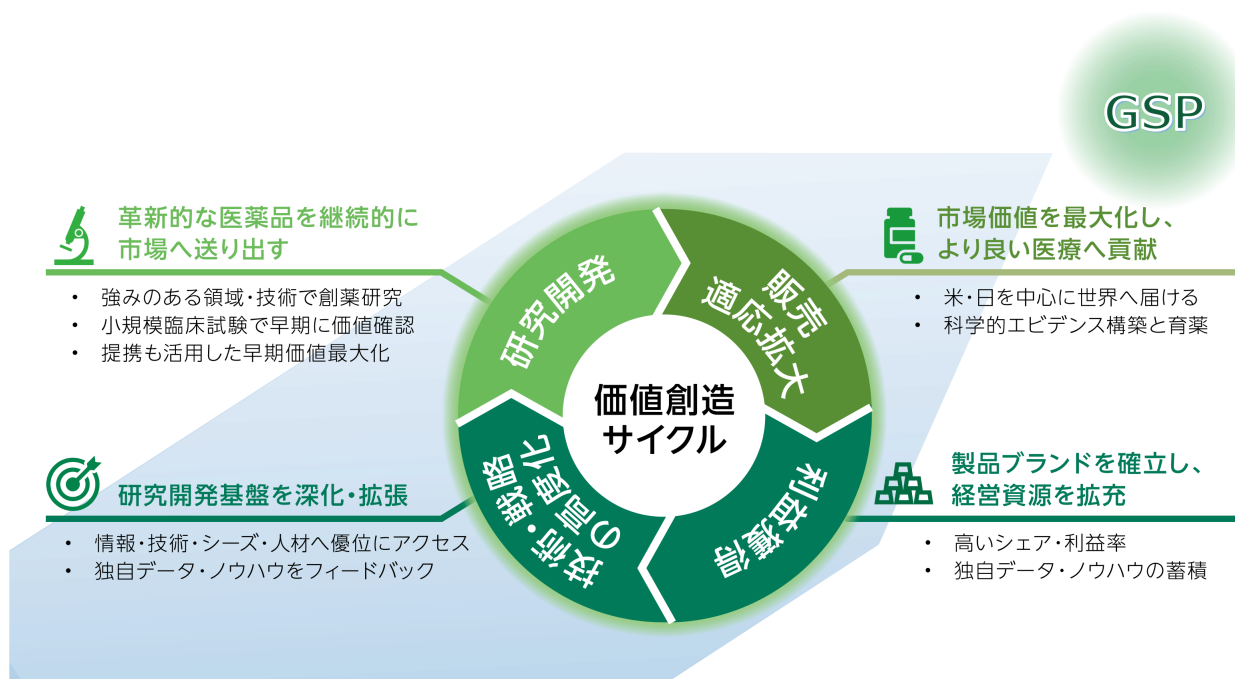 GSP
革新的な医薬品を継続的に
市場へ送り出す
• 強みのある領域・技術で創薬研究
• 小規模臨床試験で早期に価値確認
• 提携も活用した早期価値最大化
市場価値を最大化し、
より良い医療へ貢献
• 米・日を中心に世界へ届ける
• 科学的エビデンス構築と育薬
研究開発
販売
適応拡大
価値創造
サイクル
技術・戦略
の高度化
利益獲得
研究開発基盤を深化・拡張
• 情報・技術・シーズ・人材へ優位にアクセス
• 独自データ・ノウハウをフィードバック
製品ブランドを確立し、
経営資源を拡充
• 高いシェア・利益率
• 独自データ・ノウハウの蓄積